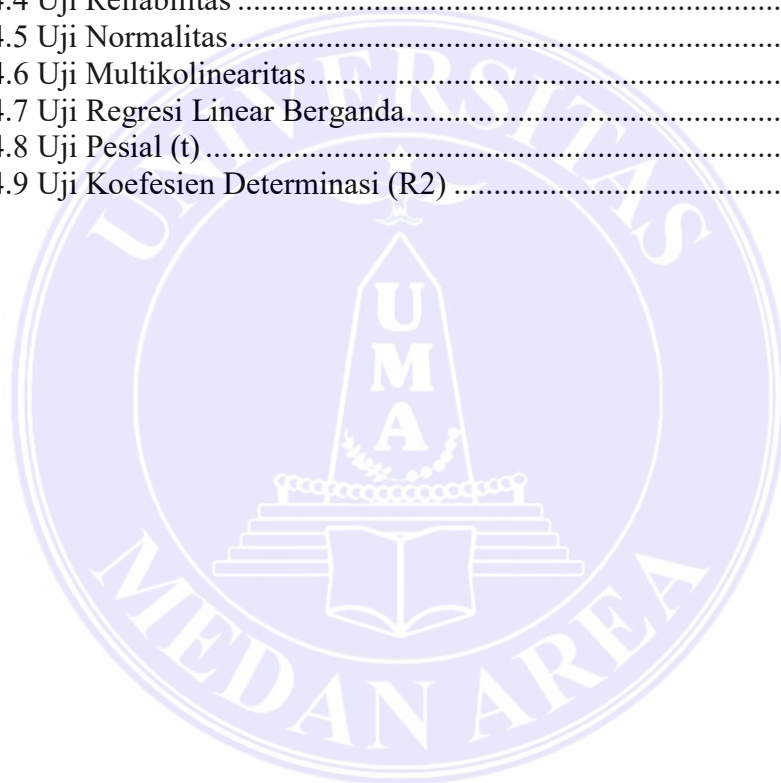 4.4 Uji Reliabilitas ..............................................................
4.5 Uji Normalitas..............................................................
4.6 Uji Multikolinearitas..............................................................
4.7 Uji Regresi Linear Berganda..............................................................
4.8 Uji Pesial (t) ..............................................................
4.9 Uji Koefesien Determinasi (R2) ..............................................................
UNIVERSITAS
U
M
A
MEDAN AREA